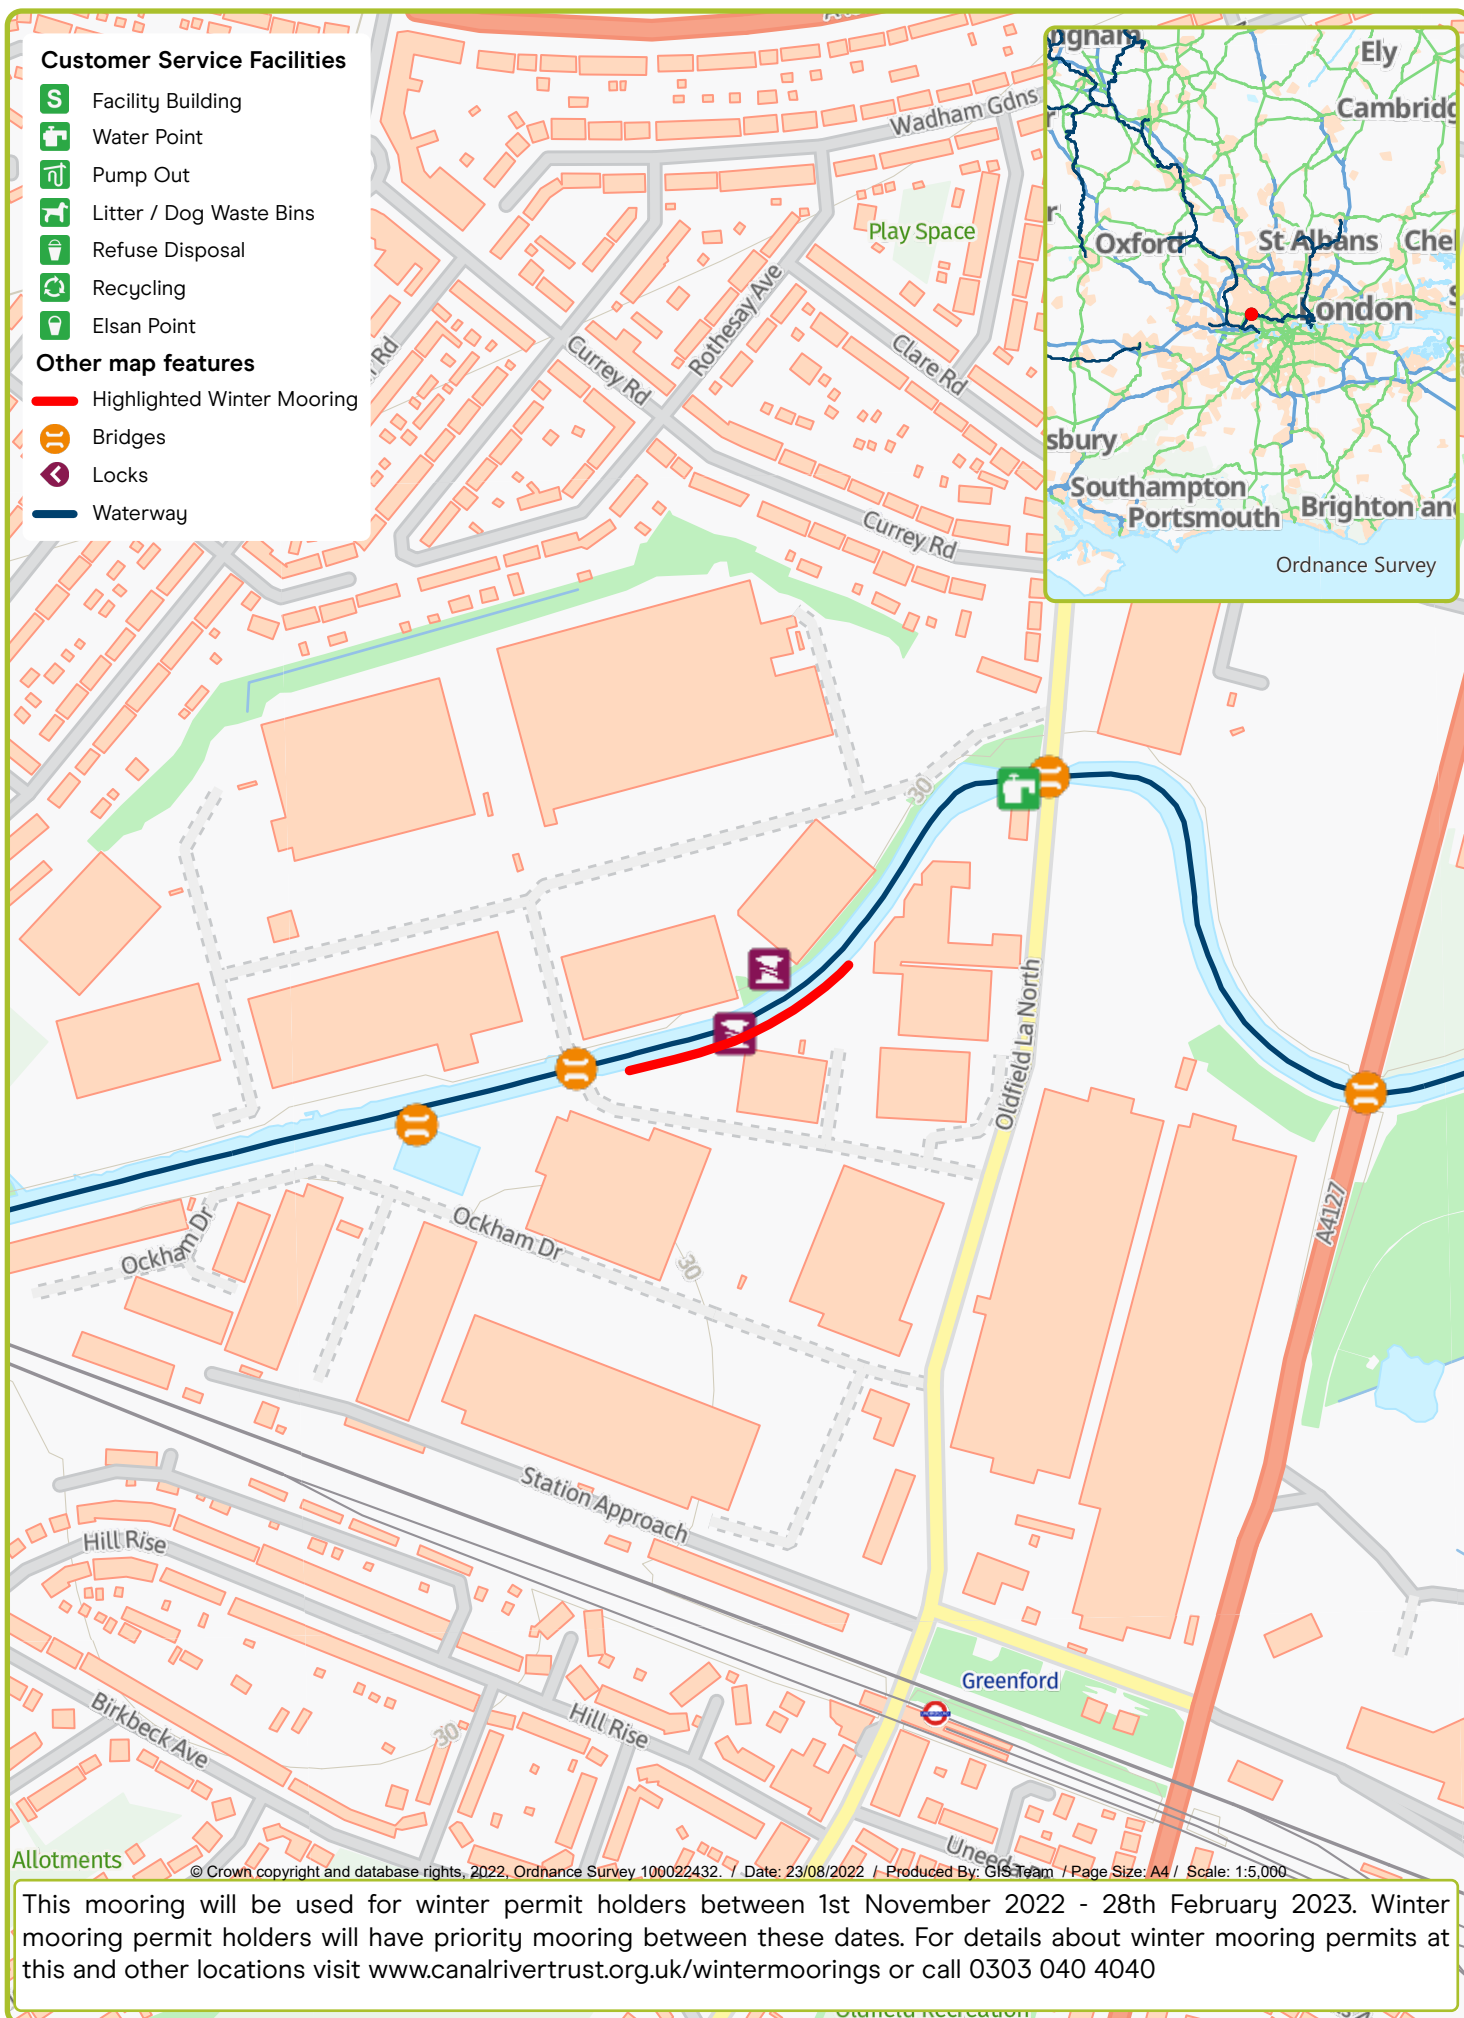 Customer Service Facilities
S Facility Building
Water Point
Pump Out
Litter / Dog Waste Bins
Refuse Disposal
Recycling
Elsan Point
Other map features
Highlighted Winter Mooring
Bridges
Locks
Waterway
Ely
Oxford
St Albans
London
Southampton
Portsmouth
Ordnance Survey
Wadham Gdns
Play Space
Rothesay Ave
Currey Rd
Clare Rd
Rd
Currey Rd
30
Oldfield La North
A4127
Ockham Dr
Ockham Dr
30
Station Approach
Hill Rise
Greenford
Birkbeck Ave
30
Hill Rise
Allotments
© Crown copyright and database rights, 2022, Ordnance Survey 100022432. / Date: 23/08/2022 / Produced By: GIS Team / Page Size: A4 / Scale: 1:5,000
This mooring will be used for winter permit holders between 1st November 2022 - 28th February 2023. Winter
mooring permit holders will have priority mooring between these dates. For details about winter mooring permits at
this and other locations visit www.canalrivertrust.org.uk/wintermoorings or call 0303 040 4040